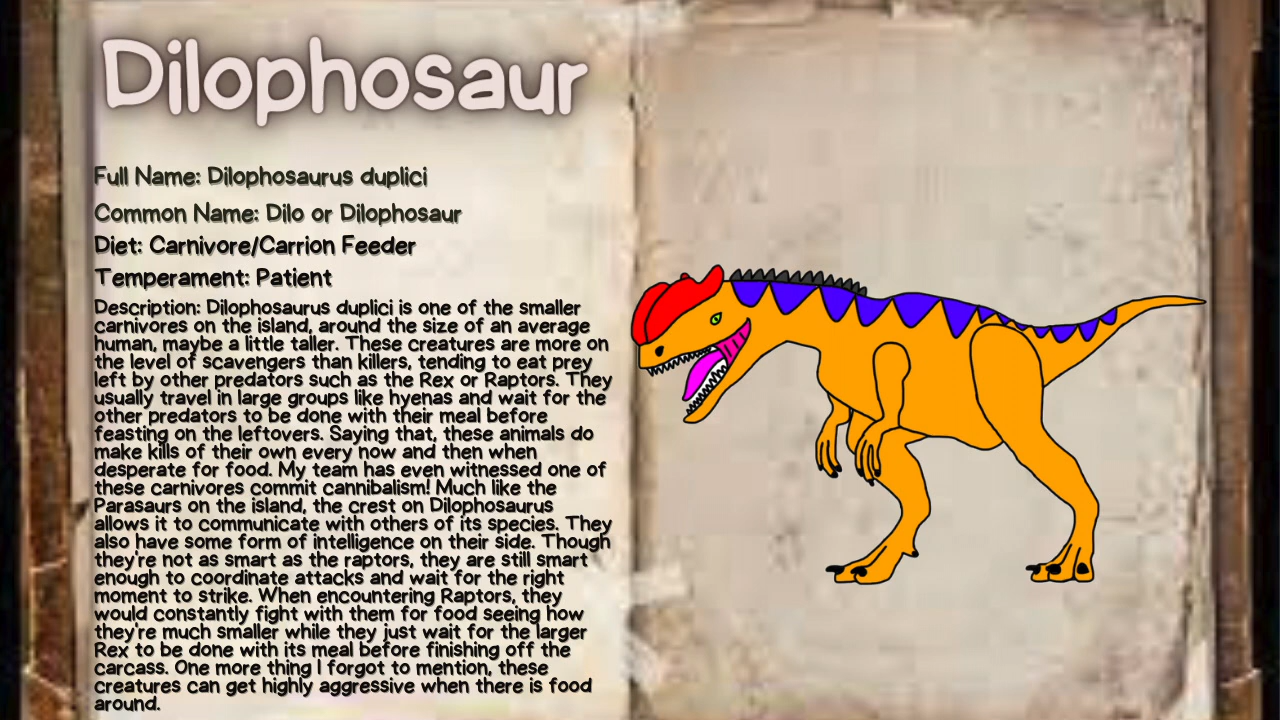 Dilophosaur
Full Name: Dilophosaurus duplici
Common Name: Dilo or Dilophosaur
Diet: Carnivore/Carrion Feeder
Temperament: Patient
Description: Dilophosaurus duplici is one of the smaller
carnivores on the island, around the size of an average
human, maybe a little taller. These creatures are more on
the level of scavengers than killers, tending to eat prey
left by other predators such as the Rex or Raptors. They
usually travel in large groups like hyenas and wait for the
other predators to be done with their meal before
feasting on the leftovers. Saying that, these animals do
make kills of their own every now and then when
desperate for food. My team has even witnessed one of
these carnivores commit cannibalism! Much like the
Parasaurs on the island, the crest on Dilophosaurus
allows it to communicate with others of its species. They
also have some form of intelligence on their side. Though
they're not as smart as the raptors, they are still smart
enough to coordinate attacks and wait for the right
moment to strike. When encountering Raptors, they
would constantly fight with them for food seeing how
they're much smaller while they just wait for the larger
Rex to be done with its meal before finishing off the
carcass. One more thing I forgot to mention, these
creatures can get highly aggressive when there is food
around.